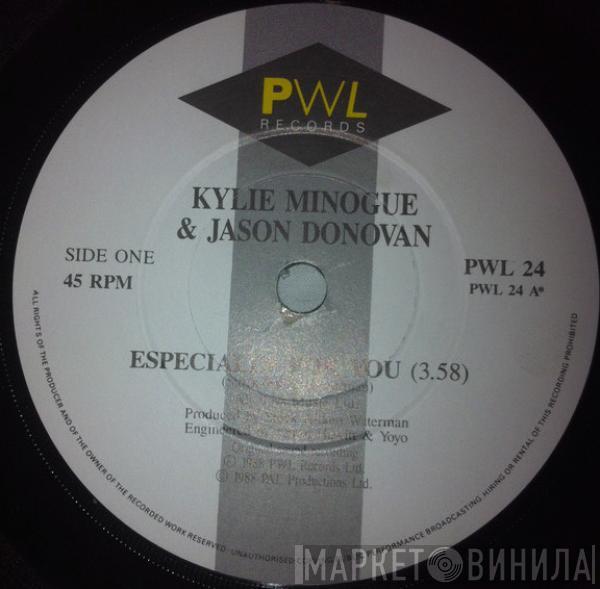 PWL
RECORDS
KYLIE MINOGUE
& JASON DONOVAN
SIDE ONE
45 RPM
PWL 24
PWL 24 A*
YOU (3.58)
Music Ltd.
Produced Waterman
& Yoyo
℗ 1988 PWL Records Ltd.
© 1988 PAL Productions Ltd.
ALL RIGHTS OF THE PRODUCER AND OF THE OWNER OF THE RECORDED WORK RESERVED · UNAUTHORISED PERFORMANCE BROADCASTING HIRING OR RENTAL OF THIS RECORDING PROHIBITED
МАРКЕТ ВИНИЛА